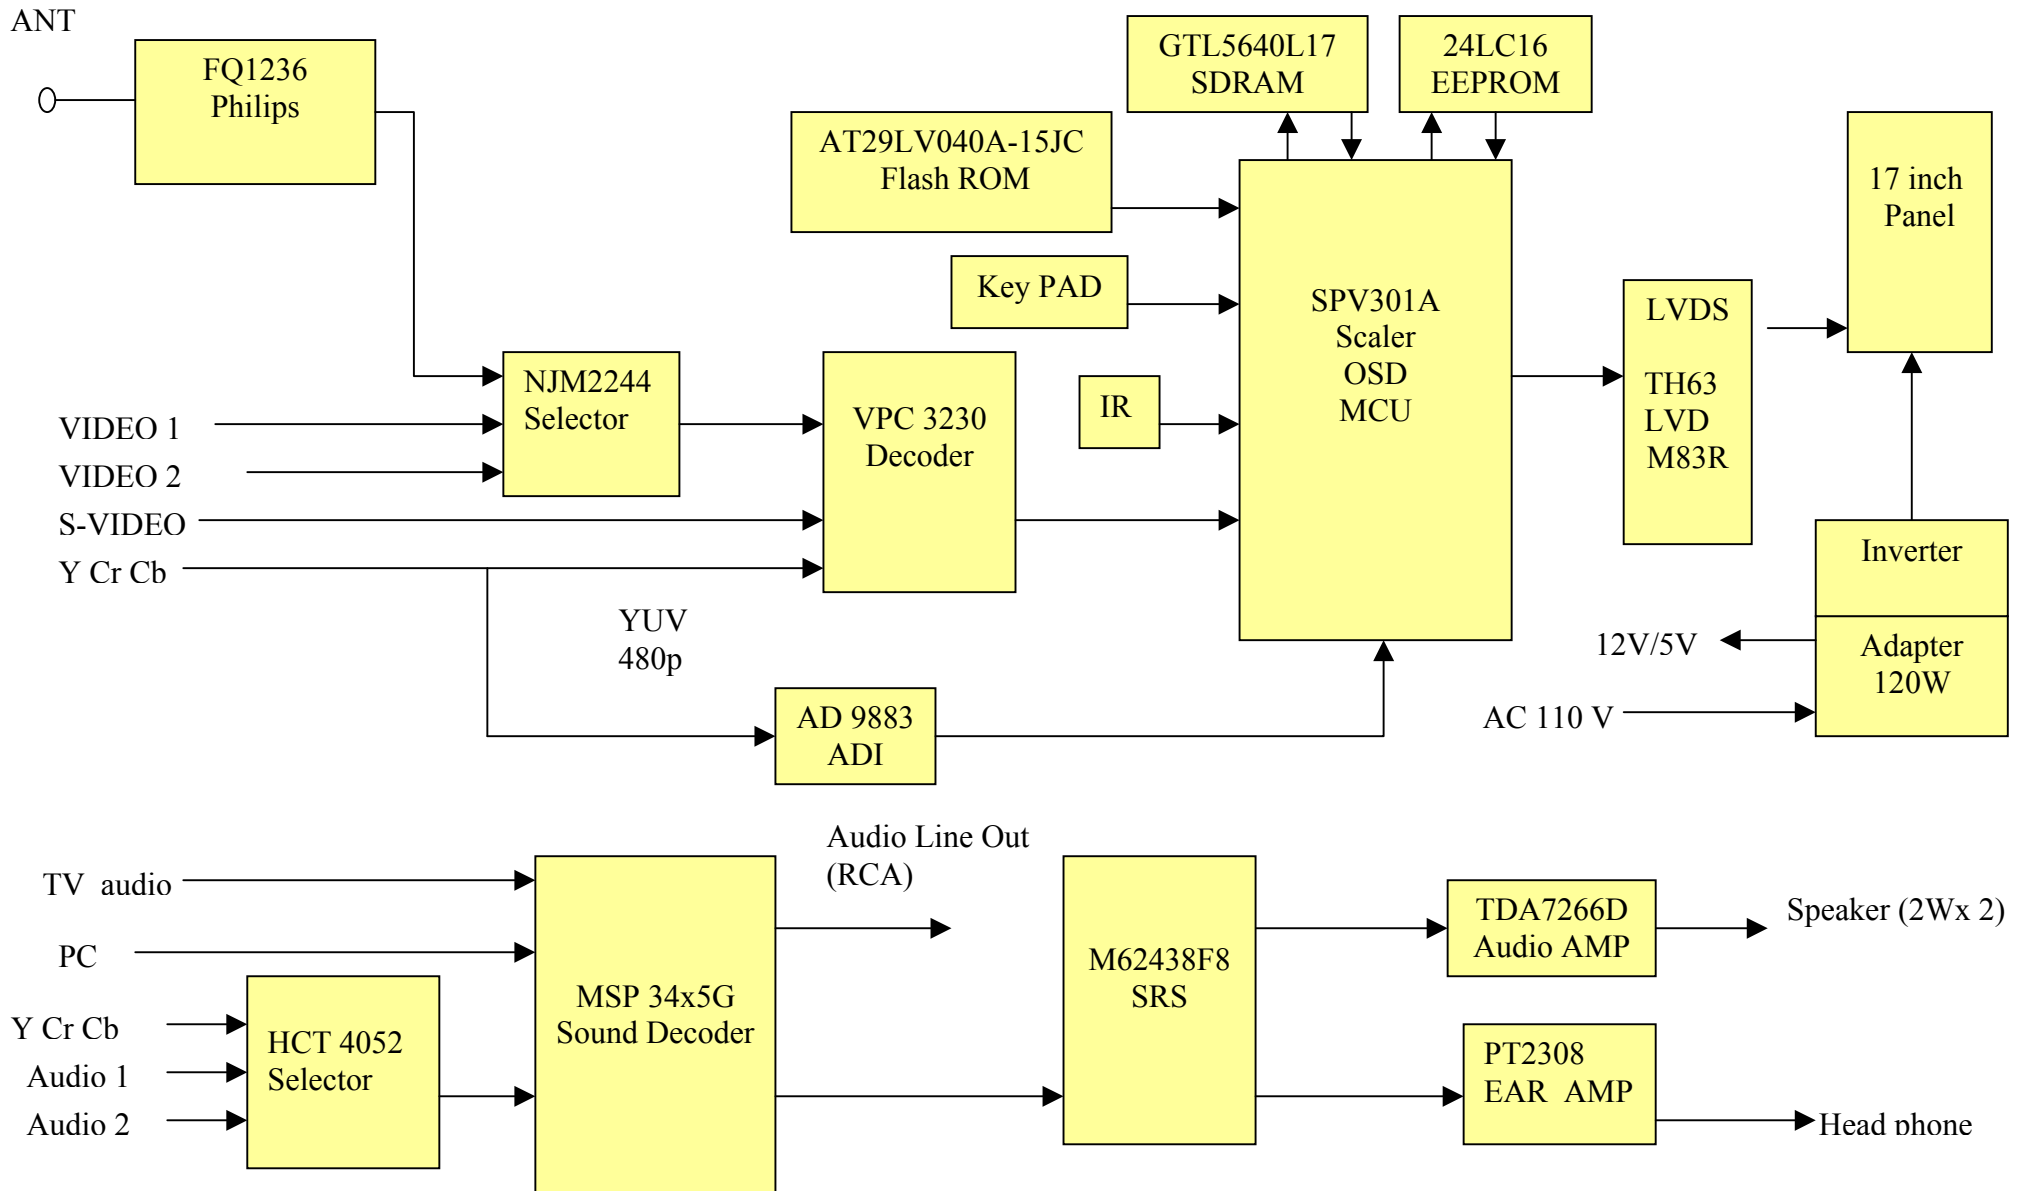 ANT
FQ1236
Philips
GTL5640L17
SDRAM
24LC16
EEPROM
AT29LV040A-15JC
Flash ROM
17 inch
Panel
Key PAD
SPV301A
Scaler
OSD
MCU
LVDS
TH63
LVD
M83R
IR
NJM2244
Selector
VPC 3230
Decoder
VIDEO 1
VIDEO 2
S-VIDEO
Y Cr Cb
YUV
480p
Inverter
12V/5V
Adapter
120W
AC 110 V
AD 9883
ADI
Audio Line Out
(RCA)
TV  audio
PC
Y Cr Cb
Audio 1
Audio 2
HCT 4052
Selector
MSP 34x5G
Sound Decoder
M62438F8
SRS
TDA7266D
Audio AMP
Speaker (2Wx 2)
PT2308
EAR  AMP
Head phone